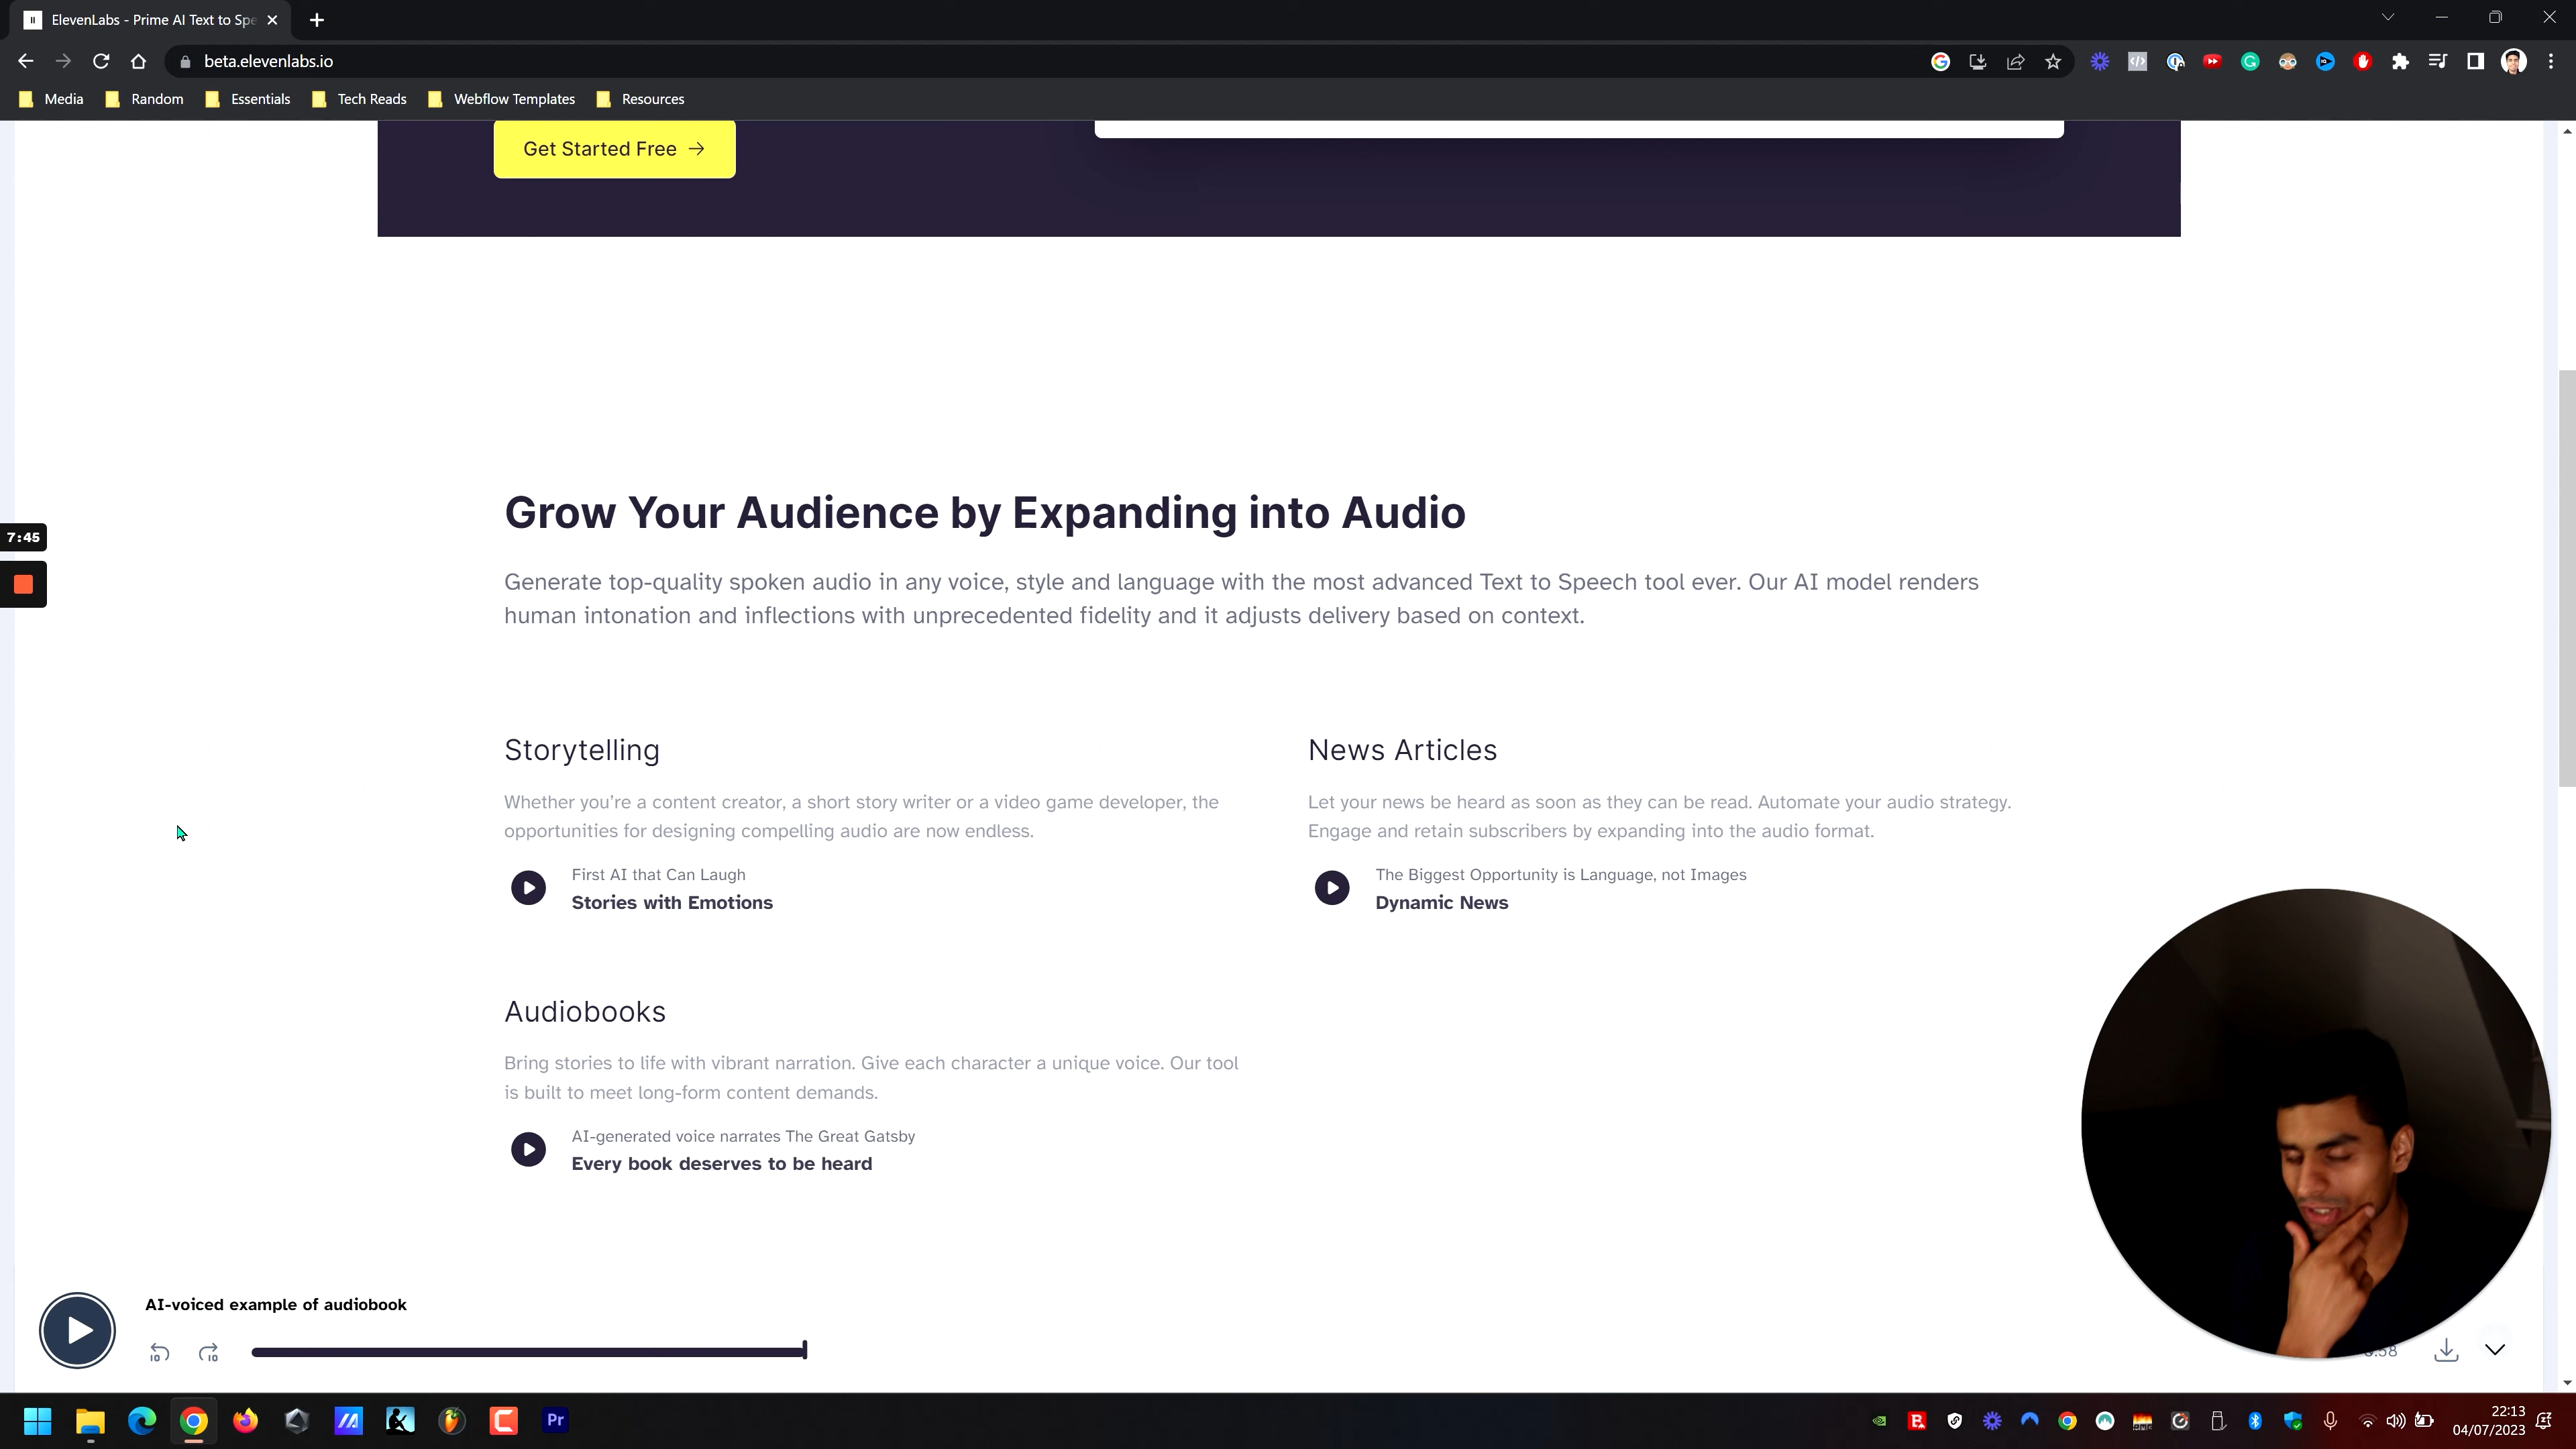 ElevenLabs - Prime AI Text to Spe
beta.elevenlabs.io
Media
Random
Essentials
Tech Reads
Webflow Templates
Resources
Get Started Free →
Grow Your Audience by Expanding into Audio
Generate top-quality spoken audio in any voice, style and language with the most advanced Text to Speech tool ever. Our AI model renders
human intonation and inflections with unprecedented fidelity and it adjusts delivery based on context.
7:45
Storytelling
Whether you're a content creator, a short story writer or a video game developer, the
opportunities for designing compelling audio are now endless.
First AI that Can Laugh
Stories with Emotions
News Articles
Let your news be heard as soon as they can be read. Automate your audio strategy.
Engage and retain subscribers by expanding into the audio format.
The Biggest Opportunity is Language, not Images
Dynamic News
Audiobooks
Bring stories to life with vibrant narration. Give each character a unique voice. Our tool
is built to meet long-form content demands.
AI-generated voice narrates The Great Gatsby
Every book deserves to be heard
AI-voiced example of audiobook
10
10
Pr
22:13
04/07/2023